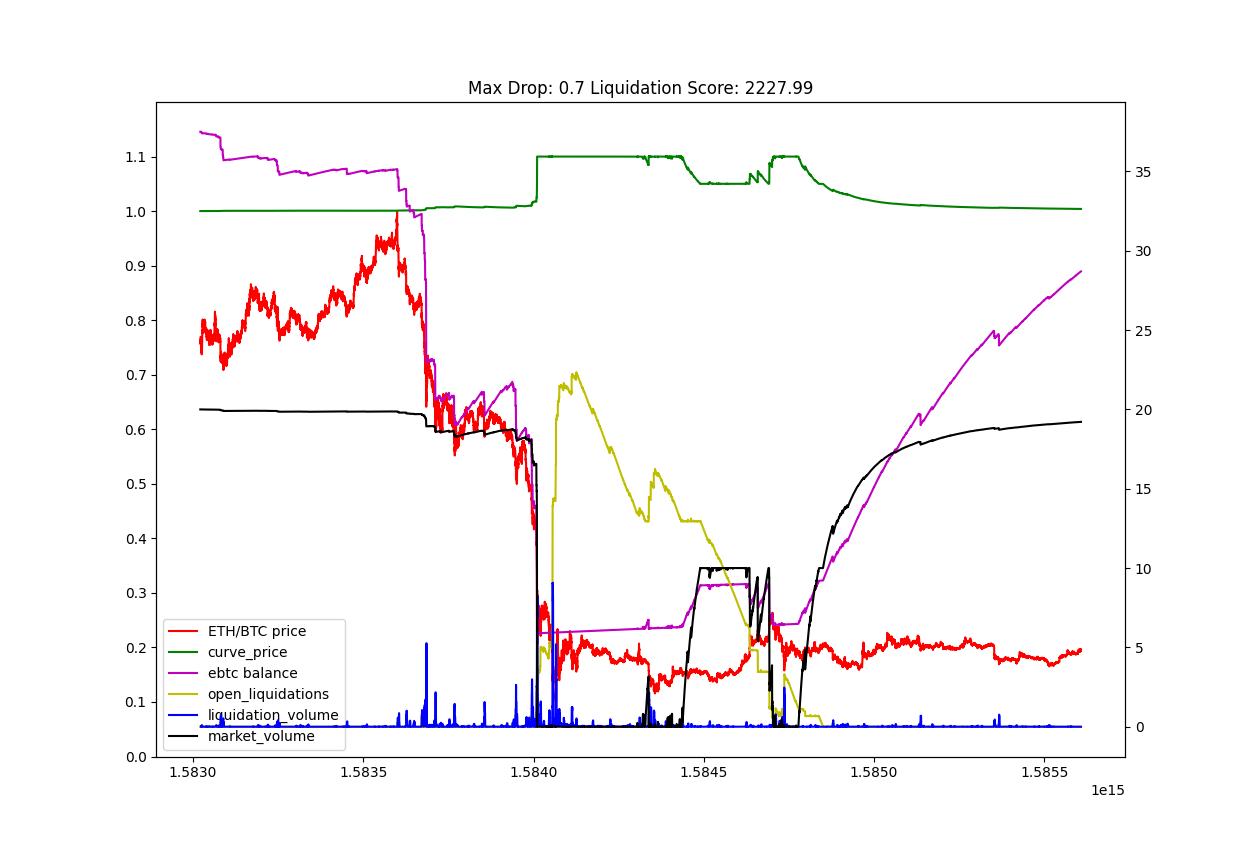 Max Drop: 0.7 Liquidation Score: 2227.99
1.1
1.0
0.9
0.8
0.7
0.6
0.5
0.4
0.3
0.2
0.1
0.0
35
30
25
20
15
10
5
0
ETH/BTC price
curve_price
ebtc balance
open_liquidations
liquidation_volume
market_volume
1.5830 1.5835 1.5840 1.5845 1.5850 1.5855
1e15